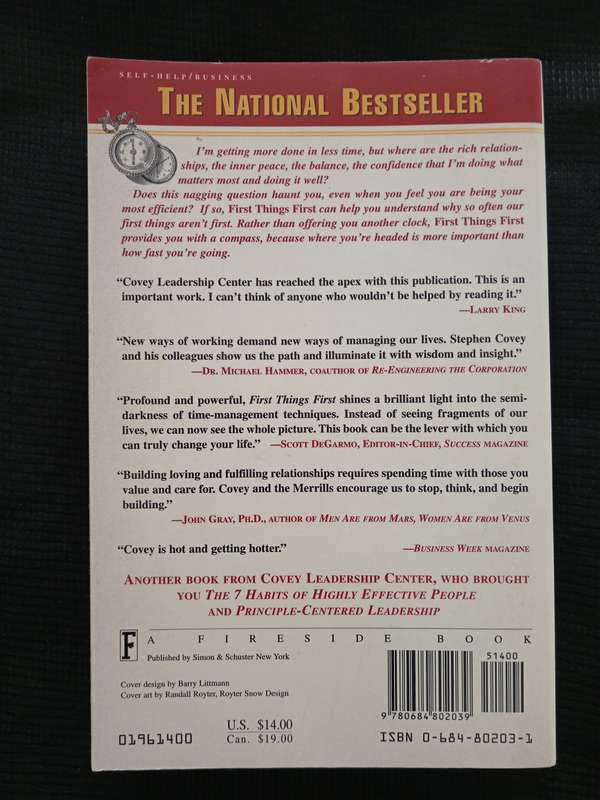 SELF-HELP/BUSINESS
THE NATIONAL BESTSELLER
I'm getting more done in less time, but where are the rich relation-
ships, the inner peace, the balance, the confidence that I'm doing what
matters most and doing it well?
Does this nagging question haunt you, even when you feel you are being your
most efficient? If so, First Things First can help you understand why so often our
first things aren't first. Rather than offering you another clock, First Things First
provides you with a compass, because where you're headed is more important than
how fast you're going.
“Covey Leadership Center has reached the apex with this publication. This is an
important work. I can't think of anyone who wouldn't be helped by reading it.”
—LARRY KING
“New ways of working demand new ways of managing our lives. Stephen Covey
and his colleagues show us the path and illuminate it with wisdom and insight.”
—DR. MICHAEL HAMMER, COAUTHOR OF RE-ENGINEERING THE CORPORATION
“Profound and powerful, First Things First shines a brilliant light into the semi-
darkness of time-management techniques. Instead of seeing fragments of our
lives, we can now see the whole picture. This book can be the lever with which you
can truly change your life.” —SCOTT DEGARMO, EDITOR-IN-CHIEF, SUCCESS MAGAZINE
“Building loving and fulfilling relationships requires spending time with those you
value and care for. Covey and the Merrills encourage us to stop, think, and begin
building.”
—JOHN GRAY, PH.D., AUTHOR OF MEN ARE FROM MARS, WOMEN ARE FROM VENUS
“Covey is hot and getting hotter.” —BUSINESS WEEK MAGAZINE
ANOTHER BOOK FROM COVEY LEADERSHIP CENTER, WHO BROUGHT
YOU THE 7 HABITS OF HIGHLY EFFECTIVE PEOPLE
AND PRINCIPLE-CENTERED LEADERSHIP
F A FIRESIDE BOOK
Published by Simon & Schuster New York
Cover design by Barry Littmann
Cover art by Randall Royter, Royter Snow Design
51400
9 780684 802039
01961400
U.S. $14.00
Can. $19.00
ISBN 0-684-80203-1